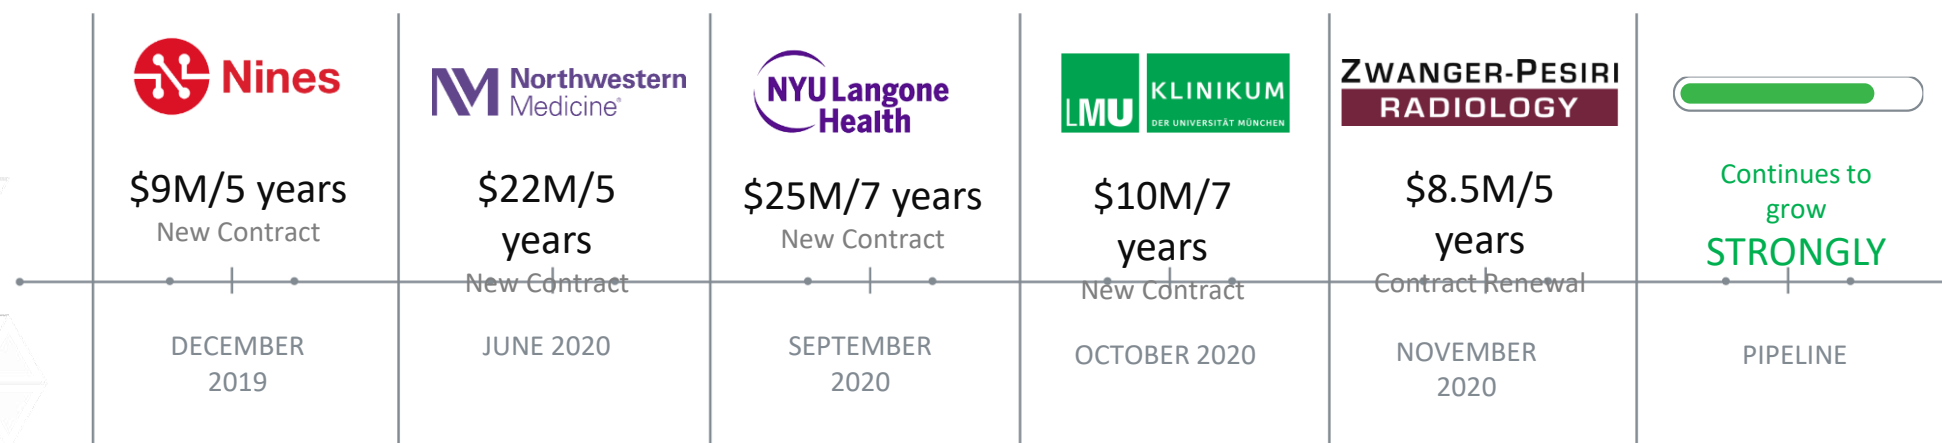 Nines
$9M/5 years
New Contract
DECEMBER
2019
NM Northwestern
Medicine®
$22M/5
years
New Contract
JUNE 2020
NYU Langone
Health
$25M/7 years
New Contract
SEPTEMBER
2020
LMU
KLINIKUM
DER UNIVERSITÄT MÜNCHEN
$10M/7
years
New Contract
OCTOBER 2020
ZWANGER-PESIRI
RADIOLOGY
$8.5M/5
years
Contract Renewal
NOVEMBER
2020
Continues to
grow
STRONGLY
PIPELINE